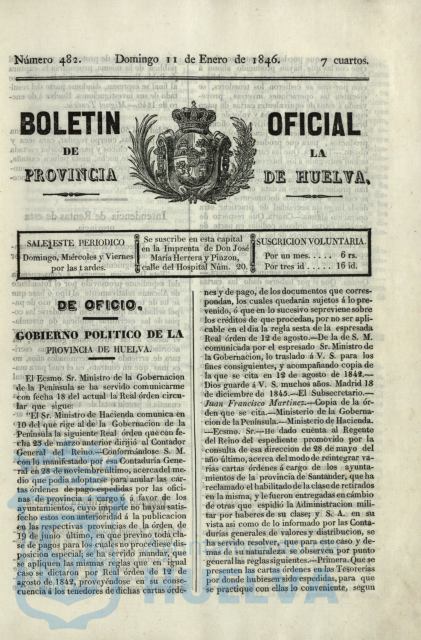 Número 482. Domingo 11 de Enero de 1846. 7 cuartos.
BOLETIN OFICIAL
DE LA
PROVINCIA DE HUELVA.
SALE ESTE PERIODICO
Domingo, Miércoles y Viernes
por las tardes.
Se suscribe en esta capital
en la Imprenta de Don José
María Herrera y Pinzon,
calle del Hospital Núm. 20.
SUSCRICION VOLUNTARIA.
Por un mes. . . . . 6 rs.
Por tres id . . . . . 16 id.
DE OFICIO.
GOBIERNO POLITICO DE LA
PROVINCIA DE HUELVA.
El Ecsmo. Sr. Ministro de la Gobernacion
de la Península se ha servido comunicarme
con fecha 18 del actual la Real órden circu-
lar que sigue
"El Sr. Ministro de Hacienda comunica en
10 del que rige al de la Gobernacion de la
Península la siguiente Real órden que con fe-
cha 23 de marzo anterior dirijió al Contador
General del Reino.—Conformándose S. M.
con lo manifestado por esa Contaduría Gene-
ral en 28 de noviembre último, acerca del me-
dio que podia adoptarse para anular las cár-
tas órdenes de pago espedidas por las ofici-
nas de provincia á cargo y á favor de los
ayuntamientos, cuyo importe no hayan satis-
fecho estos con anterioridad á la publicacion
en las respectivas provincias de la órden de
19 de junio último, en que previno toda cla-
se de pagos para los cuales no procediese dis-
posicion especial; se ha servido mandar, que
se apliquen las mismas reglas que en igual
caso se dictaron por Real órden de 12 de
agosto de 1842, proveyéndose en su conse-
cuencia á los tenedores de dichas cartas órde-
nes y de pago, de los documentos que corres-
pondan, los cuales quedarán sujetos á lo pre-
venido, ó que en lo sucesivo sepreviniese sobre
los créditos de que procedan, por no ser apli-
cable en el dia la regla sesta de la espresada
Real órden de 12 de agosto.—De la de S. M.
comunicada por el espresado Sr. Ministro de
la Gobernacion, lo traslado á V. S. para los
fines consiguientes, y acompañando copia de
la que se cita en 12 de agosto de 1842.—
Dios guarde á V. S. muchos años. Madrid 18
de diciembre de 1845.—El Subsecretario.—
Juan Francisco Martinez.—Copia de la ór-
den que se cita.—Ministerio de la Goberna-
cion de la Península.—Ministerio de Hacienda.
—Ecsmo. Sr.—He dado cuenta al Regente
del Reino del espediente promovido por la
consulta de esa direccion de 28 de mayo del
año último, acerca del modo de reintegrar va-
rias cártas órdenes á cargo de los ayunta-
mientos de la provincia de Santander, que ha
reclamado el habilitado de la clase de retirados
en la misma, y le fueron entregadas en cámbio
de otras que espidió la Administracion mili-
tar por haberes de su clase; y S. A. en su
vista asi como de lo informado por las Conta-
durías generales de valores y distribucion, se
ha servido resolver, que para este caso y de-
mas de su naturaleza se observen por punto
general las reglas siguientes.—Primera. Que se
presenten las cartas órdenes en las Tesorerías
por donde hubiesen sido espedidas, para que
se practique con ellas lo conveniente, segun
HUELVA